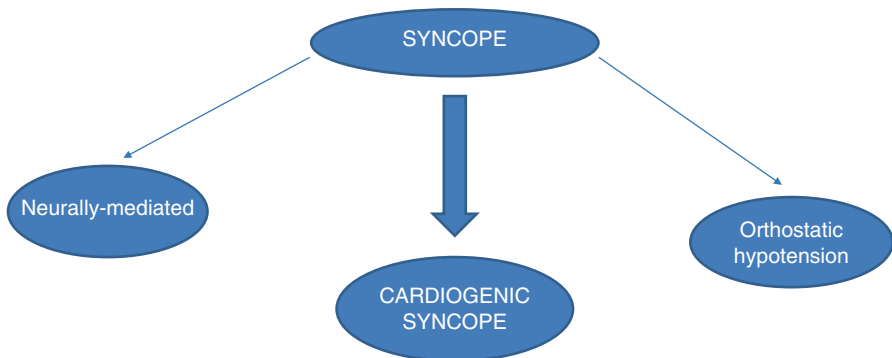 SYNCOPE
Neurally-mediated
Orthostatic
hypotension
CARDIOGENIC
SYNCOPE